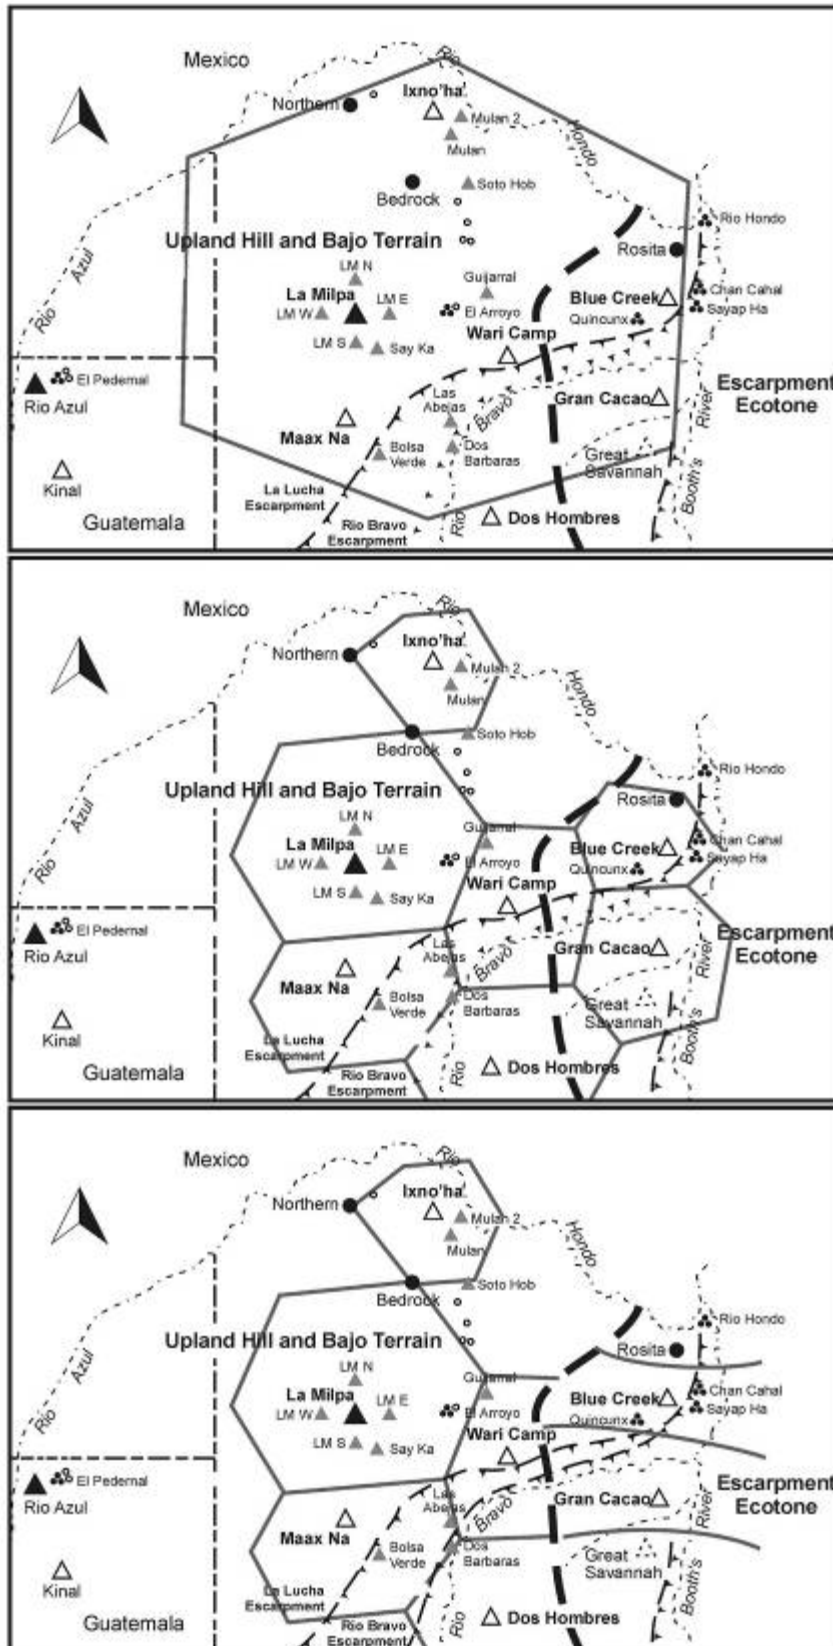 Mexico
Rio
Northern
Ixno'ha
Mulan 2
Mulan
Hondo
Bedrock
Soto Hob
Rio Hondo
Azul
Upland Hill and Bajo Terrain
Rosita
LM N
Guijarral
Chan Cahal
La Milpa
LM E
Blue Creek
Rio
LM W
El Arroyo
Quincunx
Sayap Ha
LM S
Say Ka
Wari Camp
El Pedernal
Rio Azul
Las
Abejas
Bravo
Gran Cacao
River
Escarpment
Ecotone
Maax Na
Bolsa
Verde
Dos
Barbaras
Great
Savannah
Kinal
La Lucha
Escarpment
Booth's
Guatemala
Rio Bravo
Escarpment
Rio
Dos Hombres
Mexico
Rio
Northern
Ixno'ha
Mulan 2
Mulan
Hondo
Bedrock
Soto Hob
Rio Hondo
Azul
Upland Hill and Bajo Terrain
Rosita
LM N
Guijarral
Chan Cahal
La Milpa
LM E
Blue Creek
Rio
LM W
El Arroyo
Quincunx
Sayap Ha
LM S
Say Ka
Wari Camp
El Pedernal
Rio Azul
Las
Abejas
Bravo
Gran Cacao
River
Escarpment
Ecotone
Maax Na
Bolsa
Verde
Dos
Barbaras
Great
Savannah
Kinal
La Lucha
Escarpment
Booth's
Guatemala
Rio Bravo
Escarpment
Rio
Dos Hombres
Mexico
Rio
Northern
Ixno'ha
Mulan 2
Mulan
Hondo
Bedrock
Soto Hob
Rio Hondo
Azul
Upland Hill and Bajo Terrain
Rosita
LM N
Guijarral
Chan Cahal
La Milpa
LM E
Blue Creek
Rio
LM W
El Arroyo
Quincunx
Sayap Ha
LM S
Say Ka
Wari Camp
El Pedernal
Rio Azul
Las
Abejas
Bravo
Gran Cacao
River
Escarpment
Ecotone
Maax Na
Bolsa
Verde
Dos
Barbaras
Great
Savannah
Kinal
La Lucha
Escarpment
Booth's
Guatemala
Rio Bravo
Escarpment
Rio
Dos Hombres